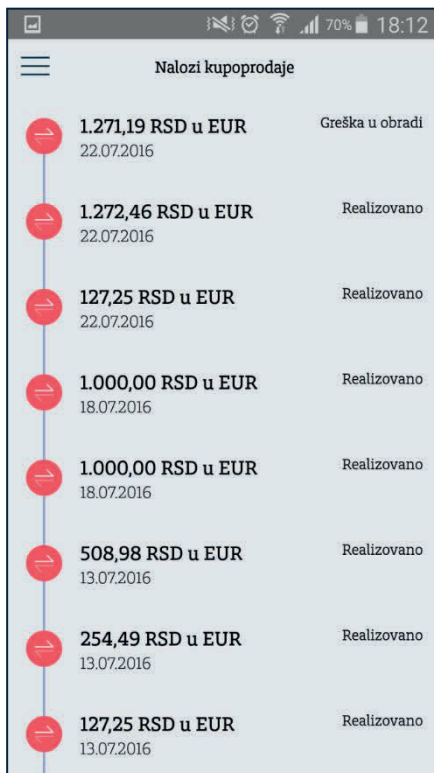 70% 18:12
Nalozi kupoprodaje
1.271,19 RSD u EUR Greška u obradi
22.07.2016
1.272,46 RSD u EUR Realizovano
22.07.2016
127,25 RSD u EUR Realizovano
22.07.2016
1.000,00 RSD u EUR Realizovano
18.07.2016
1.000,00 RSD u EUR Realizovano
18.07.2016
508,98 RSD u EUR Realizovano
13.07.2016
254,49 RSD u EUR Realizovano
13.07.2016
127,25 RSD u EUR Realizovano
13.07.2016